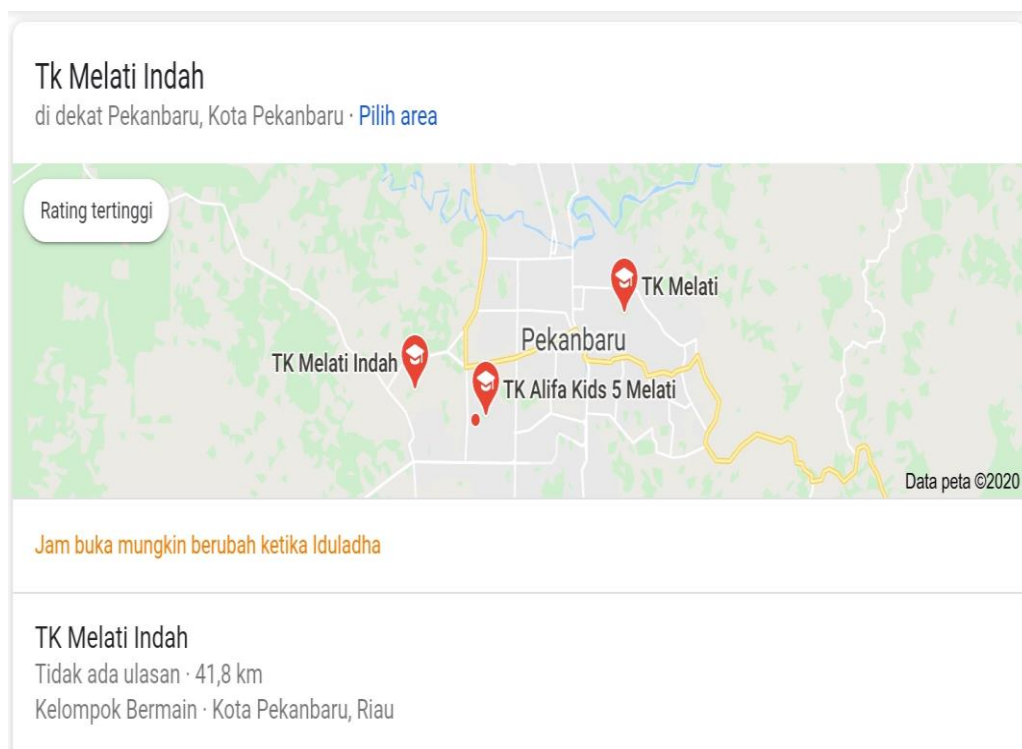 Tk Melati Indah
di dekat Pekanbaru, Kota Pekanbaru · Pilih area
Rating tertinggi
TK Melati
Pekanbaru
TK Melati Indah
TK Alifa Kids 5 Melati
Data peta ©2020
Jam buka mungkin berubah ketika Iduladha
TK Melati Indah
Tidak ada ulasan · 41,8 km
Kelompok Bermain · Kota Pekanbaru, Riau